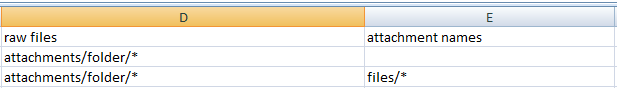 D E
raw files attachment names
attachments/folder/*
attachments/folder/* files/*